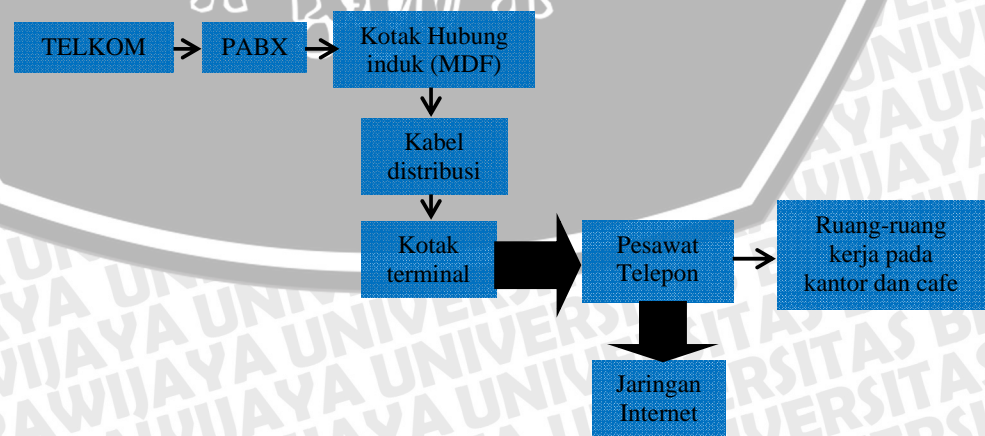 TELKOM
PABX
Kotak Hubung
induk (MDF)
Kabel
distribusi
Kotak
terminal
Pesawat
Telepon
Ruang-ruang
kerja pada
kantor dan cafe
Jaringan
Internet